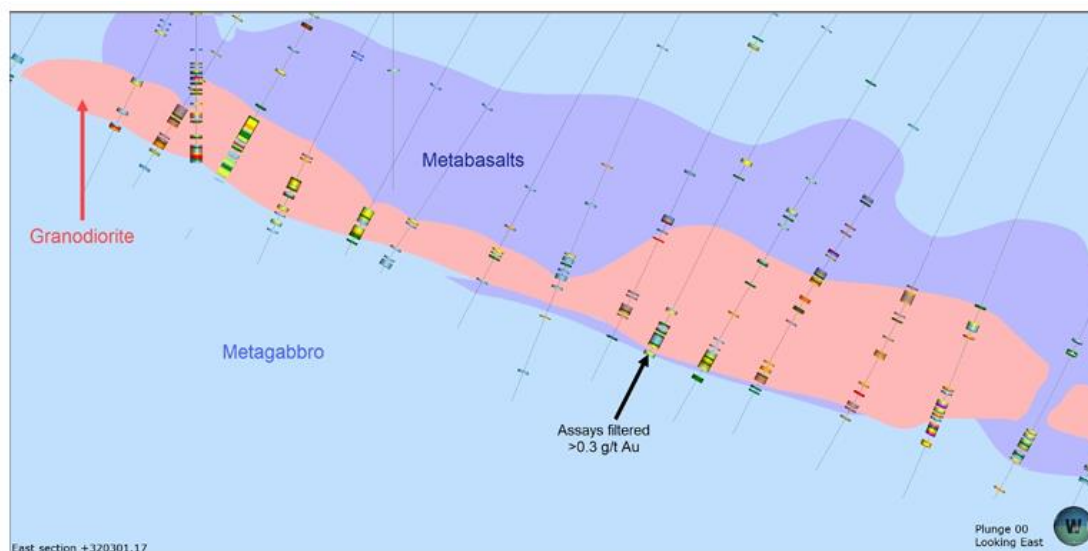 Metabasalts
Granodiorite
Metagabbro
Assays filtered
>0.3 g/t Au
Plunge 00
Looking East
W
East section +320301.17